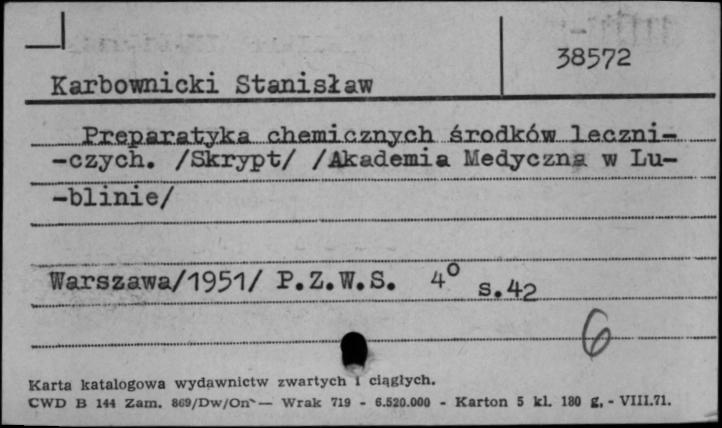 38572
Karbownicki Stanisław
Preparatyka chemicznych środków leczni-
-czych. /Skrypt/ /Akademia Medyczna w Lu-
-blinie/
Warszawa/1951/ P.Z.W.S. 4° s.42
6
Karta katalogowa wydawnictw zwartych i ciągłych.
CWD B 144 Zam. 869/Dw/On — Wrak 719 - 6.520.000 - Karton 5 kl. 180 g. - VIII.71.